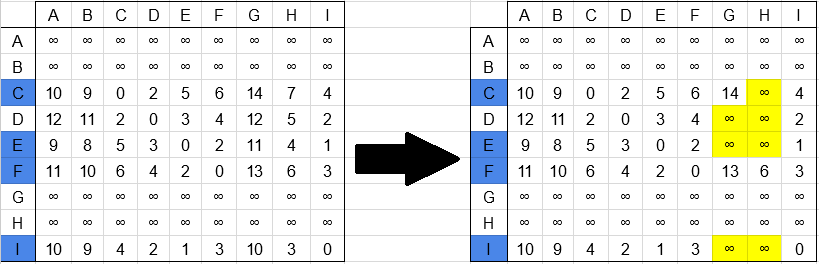 A B C D E F G H I A B C D E F G H I
A ∞ ∞ ∞ ∞ ∞ ∞ ∞ ∞ ∞ A ∞ ∞ ∞ ∞ ∞ ∞ ∞ ∞ ∞
B ∞ ∞ ∞ ∞ ∞ ∞ ∞ ∞ ∞ B ∞ ∞ ∞ ∞ ∞ ∞ ∞ ∞ ∞
C 10 9 0 2 5 6 14 7 4 C 10 9 0 2 5 6 14 ∞ 4
D 12 11 2 0 3 4 12 5 2 D 12 11 2 0 3 4 ∞ ∞ 2
E 9 8 5 3 0 2 11 4 1 E 9 8 5 3 0 2 ∞ ∞ 1
F 11 10 6 4 2 0 13 6 3 F 11 10 6 4 2 0 13 6 3
G ∞ ∞ ∞ ∞ ∞ ∞ ∞ ∞ ∞ G ∞ ∞ ∞ ∞ ∞ ∞ ∞ ∞ ∞
H ∞ ∞ ∞ ∞ ∞ ∞ ∞ ∞ ∞ H ∞ ∞ ∞ ∞ ∞ ∞ ∞ ∞ ∞
I 10 9 4 2 1 3 10 3 0 I 10 9 4 2 1 3 ∞ ∞ 0